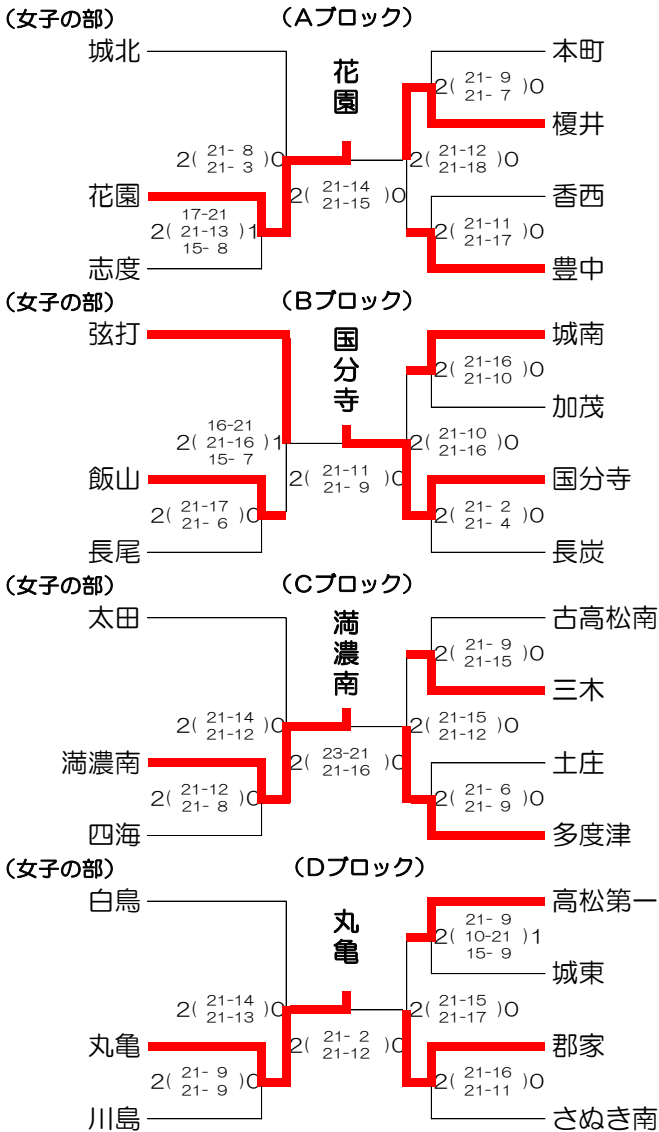 (女子の部) (Aブロック)
城北 本町
花園
2( 21- 9 )0
21- 7
榎井
2( 21- 8 )0
21- 3
2( 21-12 )0
21-18
花園 2( 21-14 )0 香西
21-15
17-21
2( 21-13 )1
15- 8
2( 21-11 )0
21-17
志度 豊中
(女子の部) (Bブロック)
弦打 城南
国分寺
2( 21-16 )0
21-10
加茂
16-21
2( 21-16 )1
15- 7
2( 21-10 )0
21-16
飯山 2( 21-11 )0 国分寺
21- 9
2( 21-17 )0
21- 6
2( 21- 2 )0
21- 4
長尾 長炭
(女子の部) (Cブロック)
太田 古高松南
満濃南
2( 21- 9 )0
21-15
三木
2( 21-14 )0
21-12
2( 21-15 )0
21-12
満濃南 2( 23-21 )0 土庄
21-16
2( 21-12 )0
21- 8
2( 21- 6 )0
21- 9
四海 多度津
(女子の部) (Dブロック)
白鳥 高松第一
丸亀
21- 9
2( 10-21 )1
15- 9
城東
2( 21-14 )0
21-13
2( 21-15 )0
21-17
丸亀 2( 21- 2 )0 郡家
21-12
2( 21- 9 )0
21- 9
2( 21-16 )0
21-11
川島 さぬき南